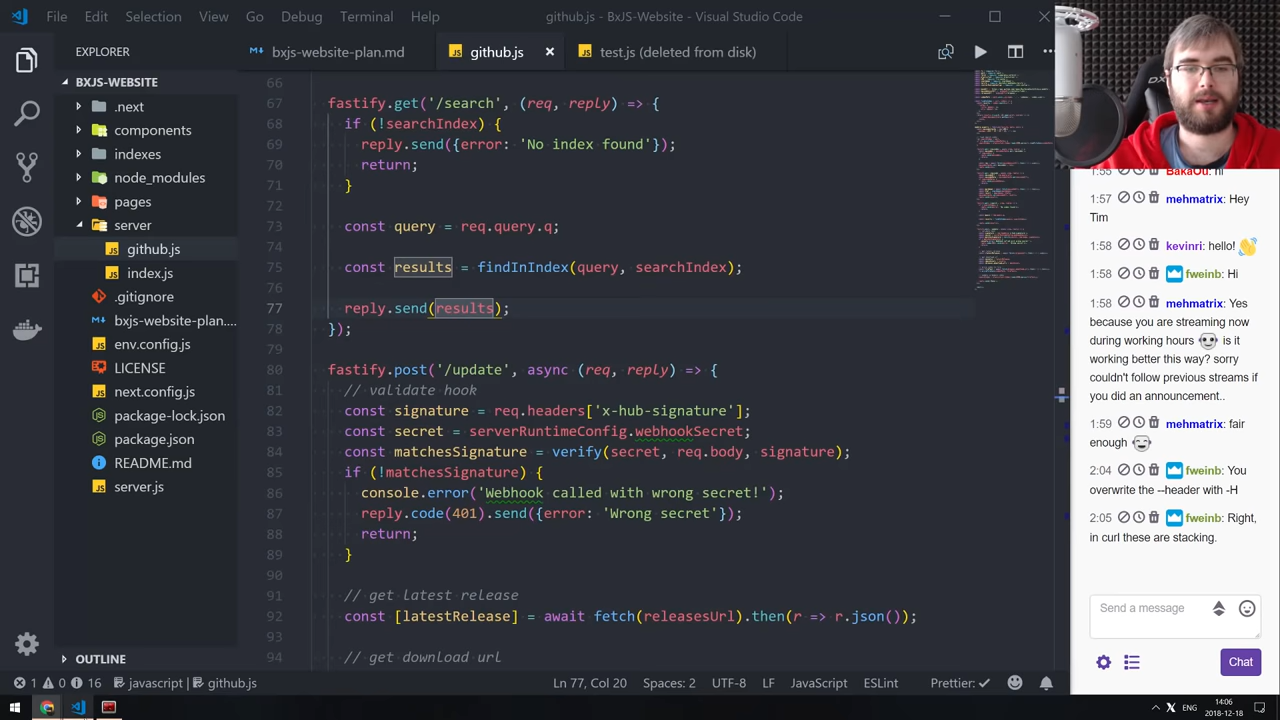 File Edit Selection View Go Debug Terminal Help
github.js - BxJS-Website - Visual Studio Code
EXPLORER
bxjs-website-plan.md
github.js
test.js (deleted from disk)
BXJS-WEBSITE
.next
components
indexes
node_modules
github.js
index.js
.gitignore
bxjs-website-plan....
env.config.js
LICENSE
next.config.js
package-lock.json
package.json
README.md
server.js
OUTLINE
66
fastify.get('/search', (req, reply) => {
if (!searchIndex) {
reply.send({error: 'No index found'});
return;
71 }
const query = req.query.q;
75 const results = findInIndex(query, searchIndex);
77 reply.send(results);
78 });
79
80 fastify.post('/update', async (req, reply) => {
81 // validate hook
82 const signature = req.headers['x-hub-signature'];
83 const secret = serverRuntimeConfig.webhookSecret;
84 const matchesSignature = verify(secret, req.body, signature);
85 if (!matchesSignature) {
86 console.error('Webhook called with wrong secret!');
87 reply.code(401).send({error: 'Wrong secret'});
88 return;
89 }
90
91 // get latest release
92 const [latestRelease] = await fetch(releasesUrl).then(r => r.json());
93
94 // get download url
1 0 16 javascript | github.js
Ln 77, Col 20 Spaces: 2 UTF-8 LF JavaScript ESLint Prettier:
1:55 BakaOu: hi
1:57 mehmatrix: Hey
Tim
1:58 kevinri: hello!
1:58 fweinb: Hi
1:58 mehmatrix: Yes
because you are streaming now
during working hours is it
working better this way? sorry
couldn't follow previous streams if
you did an announcement..
1:59 mehmatrix: fair
enough
2:04 fweinb: You
overwrite the --header with -H
2:05 fweinb: Right,
in curl these are stacking.
Send a message
Chat
ENG
14:06
2018-12-18